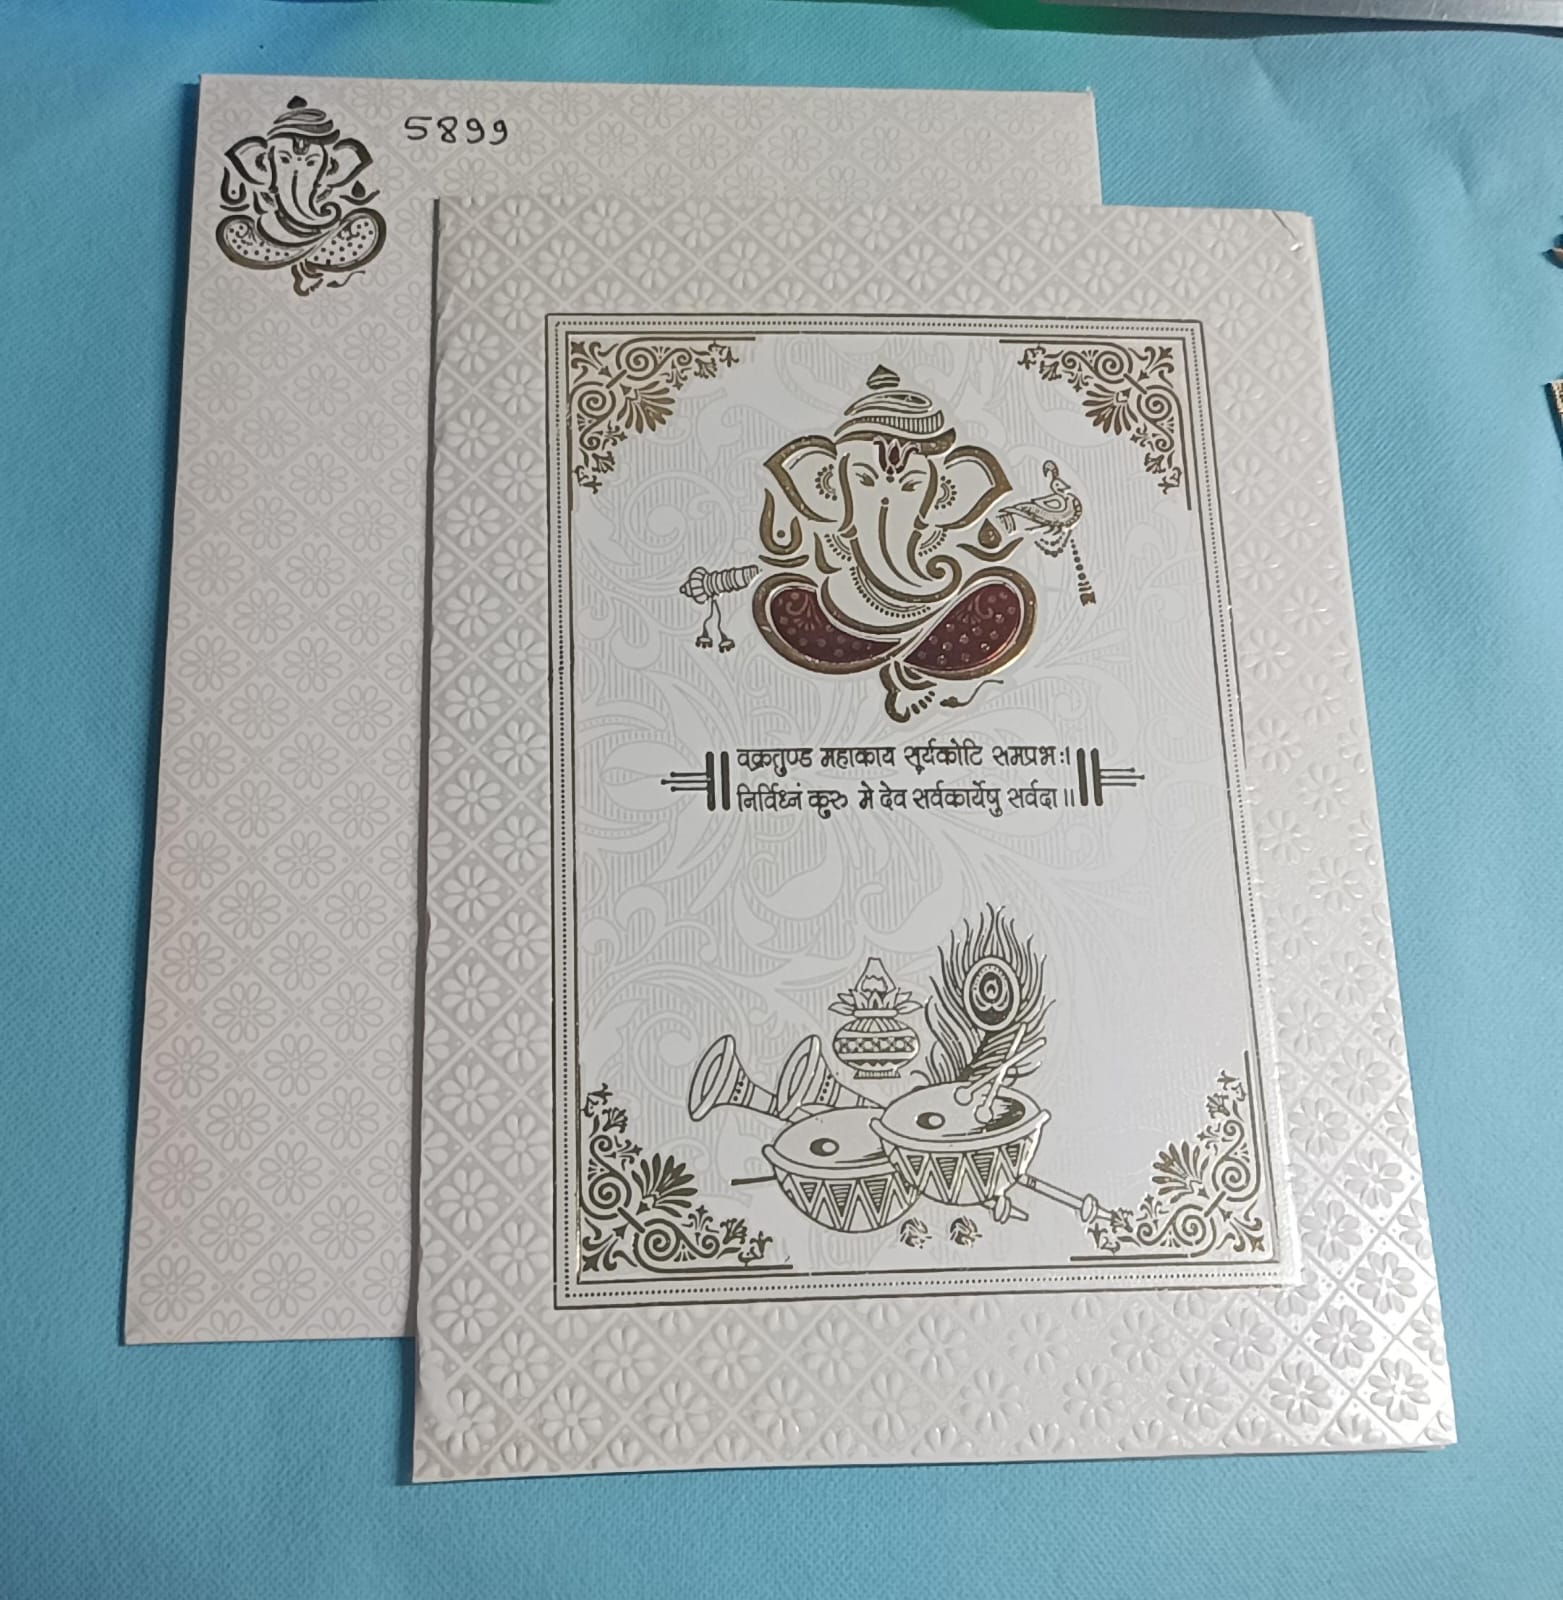 5899
वक्रतुण्ड महाकाय सूर्यकोटि समप्रभः।
निर्विध्नं कुरु मे देव सर्वकार्येषु सर्वदा॥